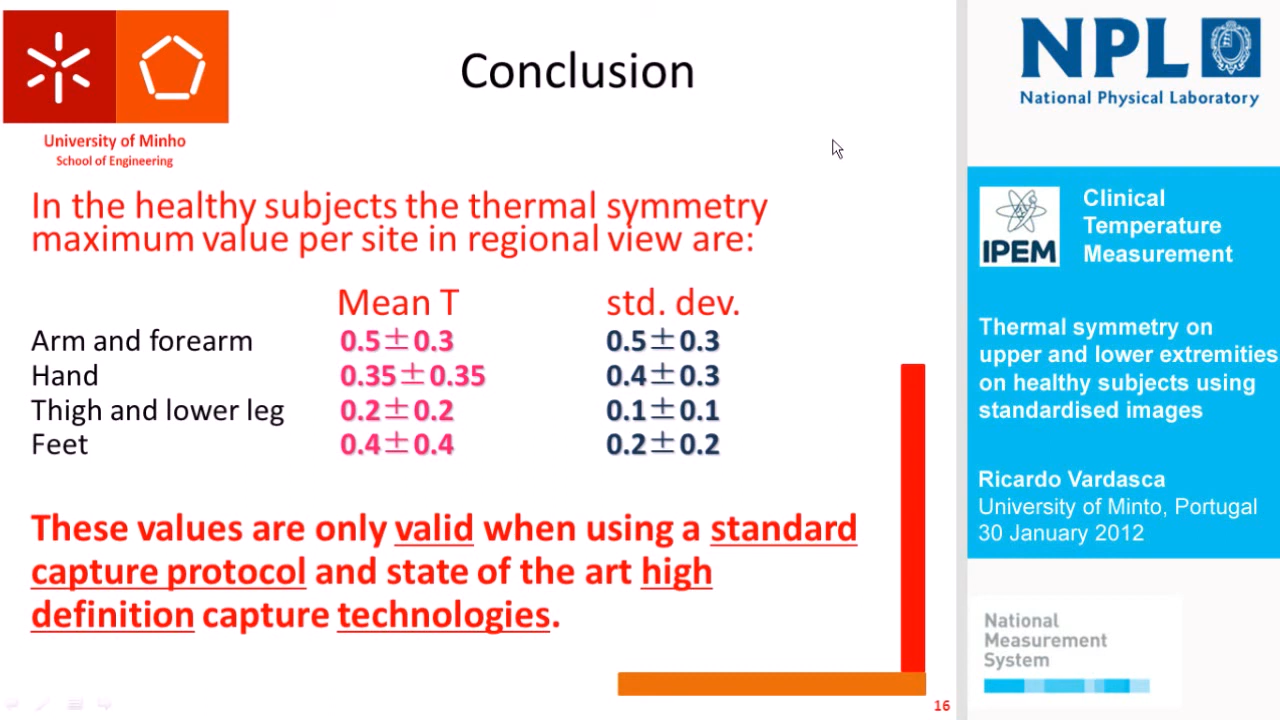 Conclusion
University of Minho
School of Engineering
In the healthy subjects the thermal symmetry
maximum value per site in regional view are:
Mean T std. dev.
Arm and forearm 0.5±0.3 0.5±0.3
Hand 0.35±0.35 0.4±0.3
Thigh and lower leg 0.2±0.2 0.1±0.1
Feet 0.4±0.4 0.2±0.2
These values are only valid when using a standard
capture protocol and state of the art high
definition capture technologies.
16
NPL
National Physical Laboratory
IPEM
Clinical
Temperature
Measurement
Thermal symmetry on
upper and lower extremities
on healthy subjects using
standardised images
Ricardo Vardasca
University of Minto, Portugal
30 January 2012
National
Measurement
System